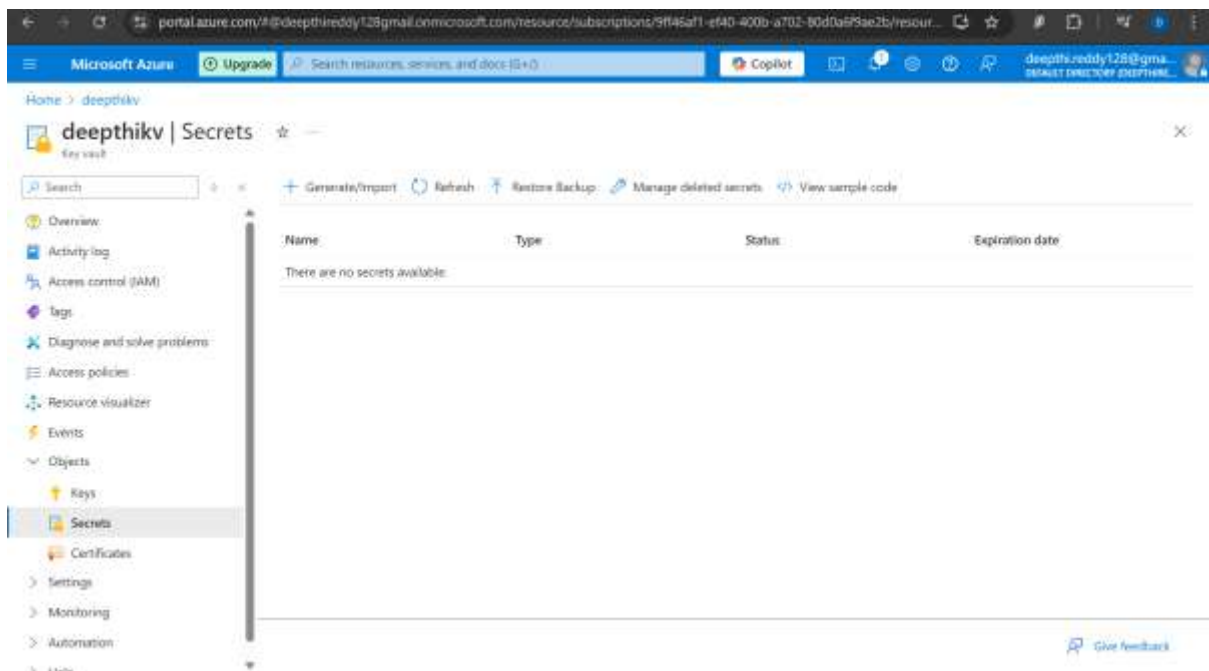 portal.azure.com/#@deepthireddy128gmail.onmicrosoft.com/resource/subscriptions/9ff46af1-ef40-400b-a702-80d0a6f9ae2b/resour...
Microsoft Azure Upgrade Search resources, services, and docs (G+/) Copilot 1 deepthi.reddy128@gma...
DEFAULT DIRECTORY (DEEPTHIRE...
Home > deepthikv
deepthikv | Secrets
Key vault
Search
Generate/Import Refresh Restore Backup Manage deleted secrets View sample code
Overview
Activity log
Access control (IAM)
Tags
Diagnose and solve problems
Access policies
Resource visualizer
Events
Objects
Keys
Secrets
Certificates
Settings
Monitoring
Automation
Name Type Status Expiration date
There are no secrets available.
Give feedback